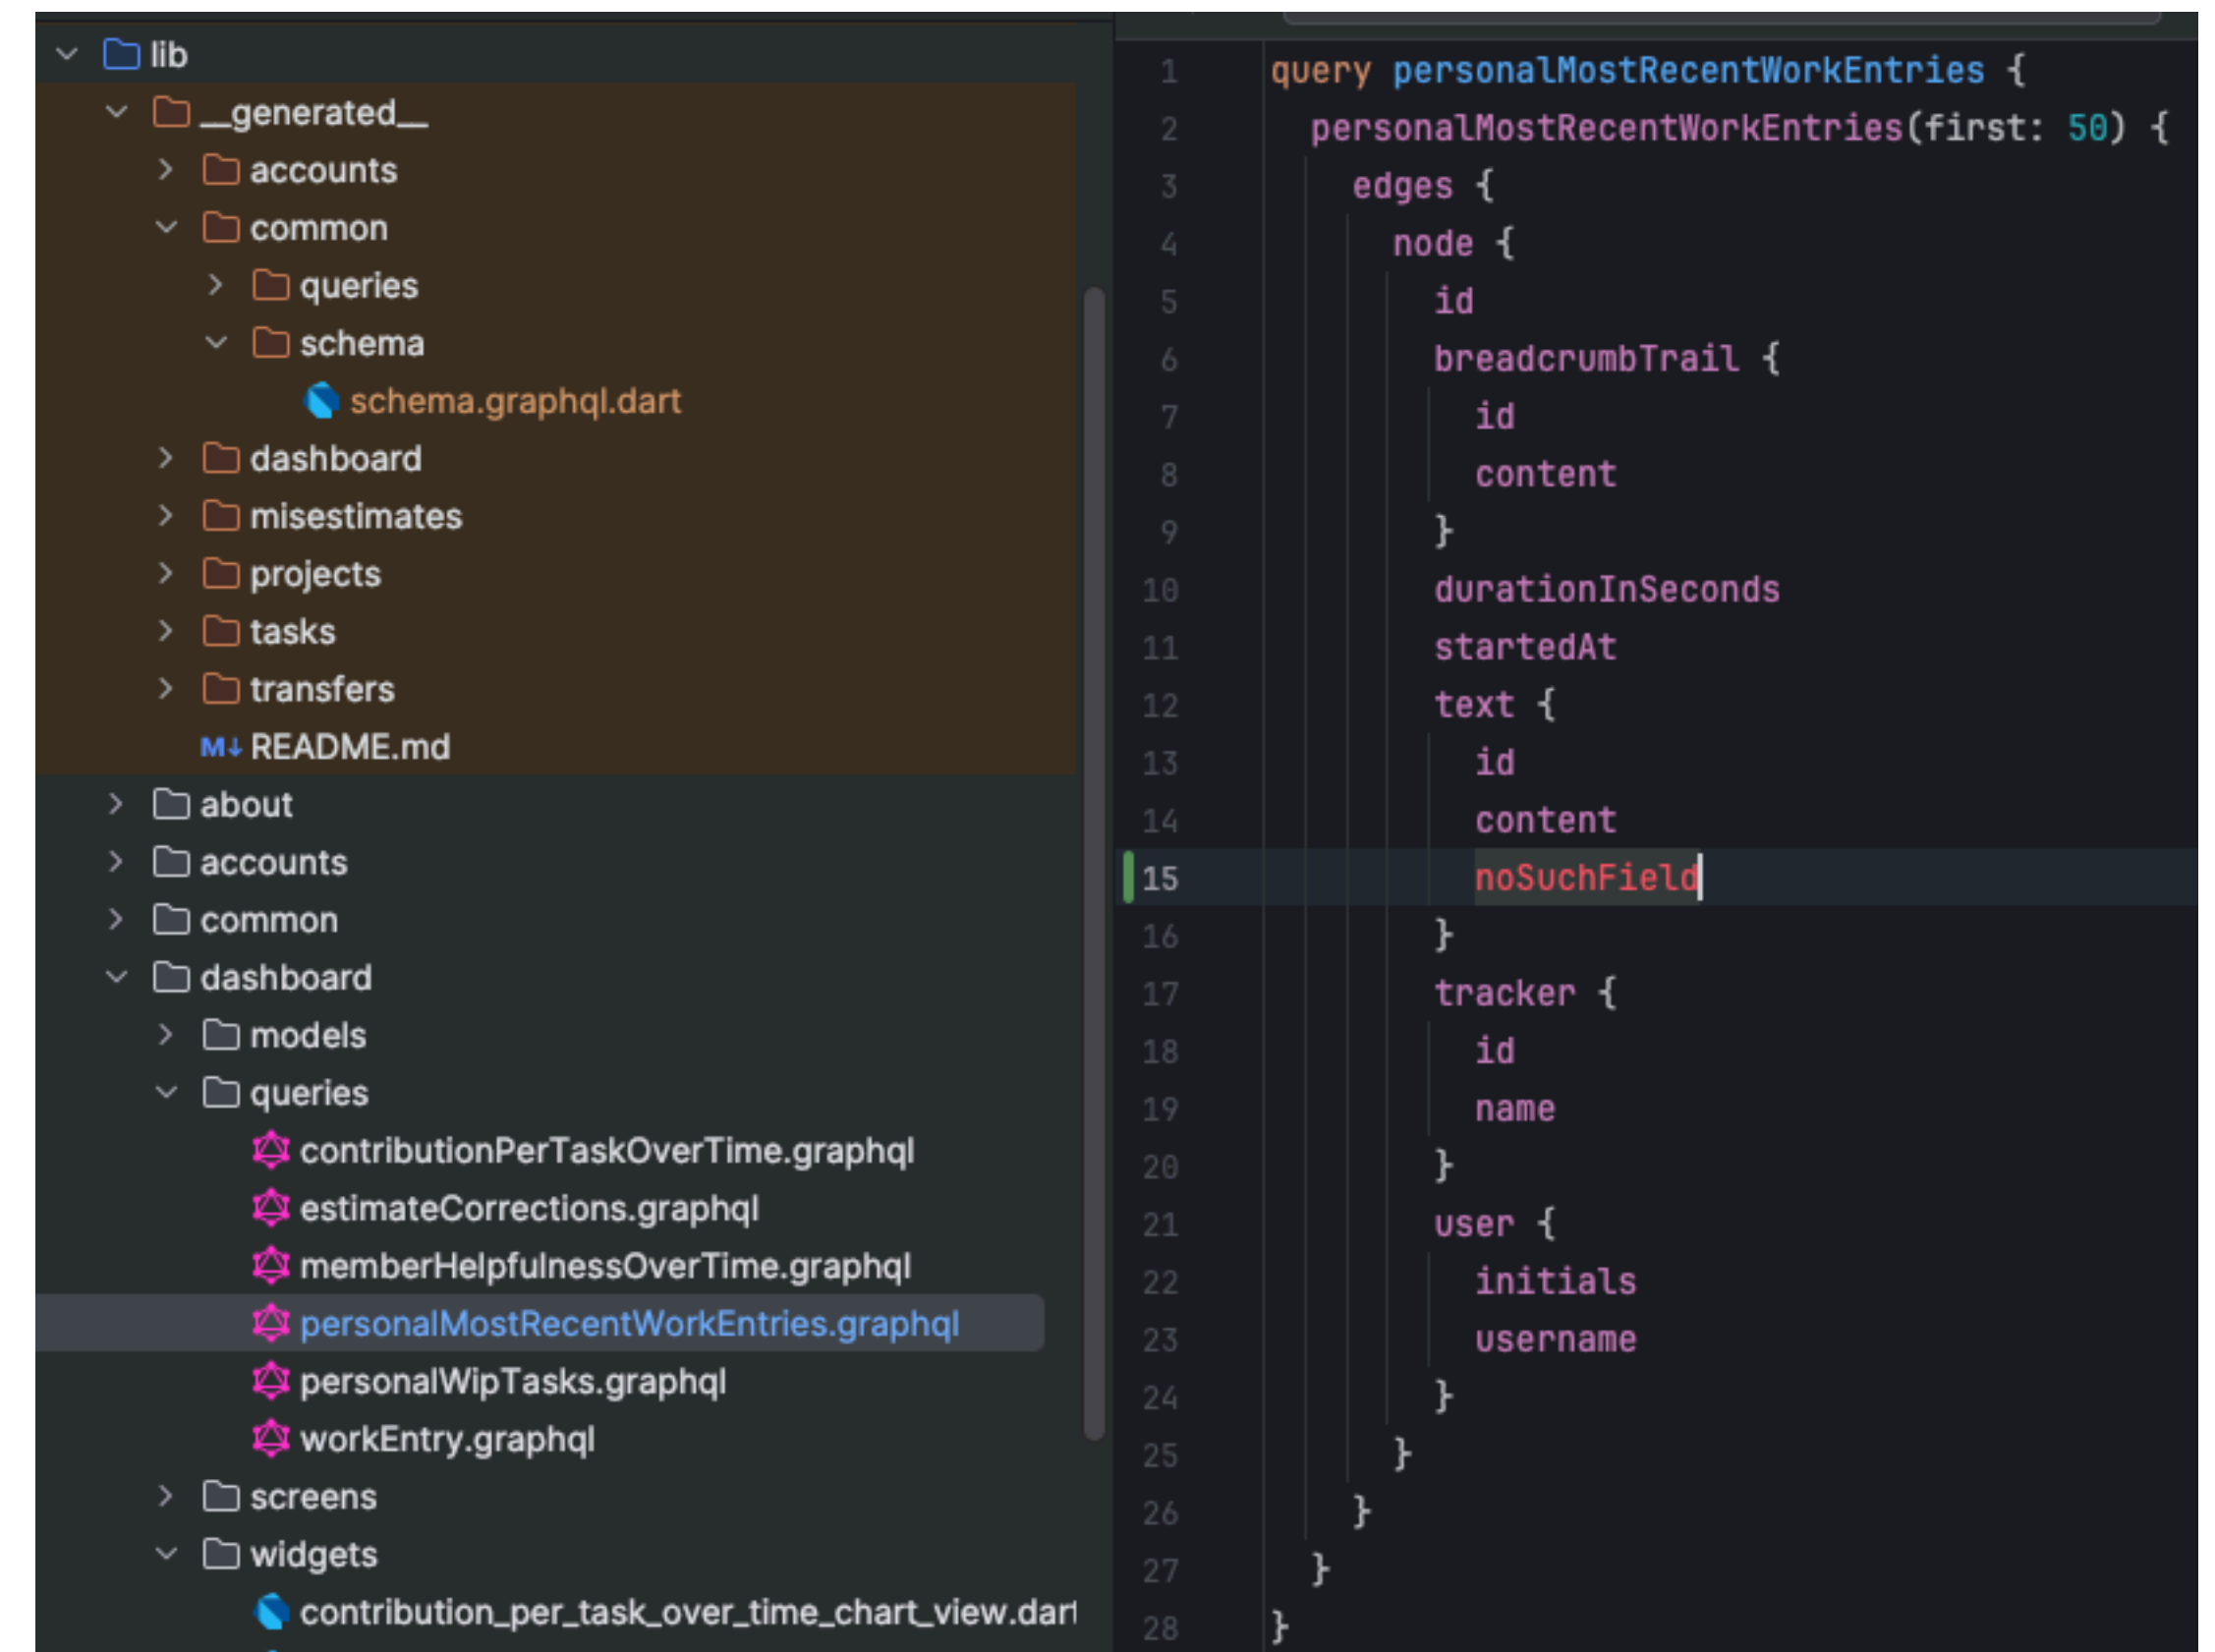 lib
__generated__
accounts
common
queries
schema
schema.graphql.dart
dashboard
misestimates
projects
tasks
transfers
M↓ README.md
about
accounts
common
dashboard
models
queries
contributionPerTaskOverTime.graphql
estimateCorrections.graphql
memberHelpfulnessOverTime.graphql
personalMostRecentWorkEntries.graphql
personalWipTasks.graphql
workEntry.graphql
screens
widgets
contribution_per_task_over_time_chart_view.dart
1 query personalMostRecentWorkEntries {
2 personalMostRecentWorkEntries(first: 50) {
3 edges {
4 node {
5 id
6 breadcrumbTrail {
7 id
8 content
9 }
10 durationInSeconds
11 startedAt
12 text {
13 id
14 content
15 noSuchField
16 }
17 tracker {
18 id
19 name
20 }
21 user {
22 initials
23 username
24 }
25 }
26 }
27 }
28 }